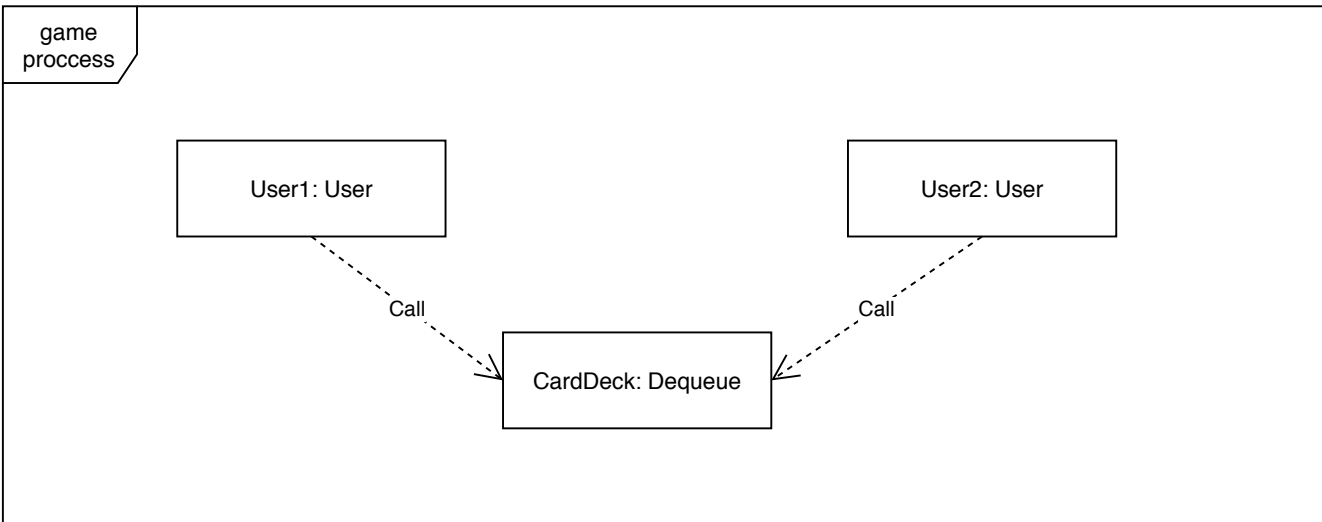 game
proccess
User1: User
User2: User
Call
Call
CardDeck: Dequeue